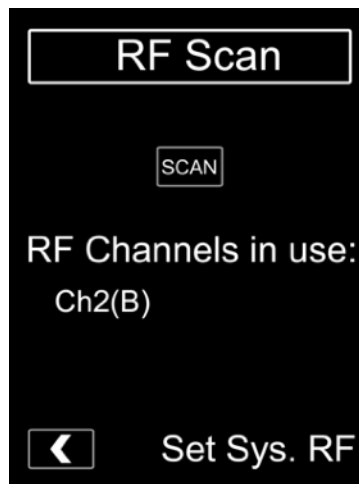 RF Scan
SCAN
RF Channels in use:
Ch2(B)
Set Sys. RF